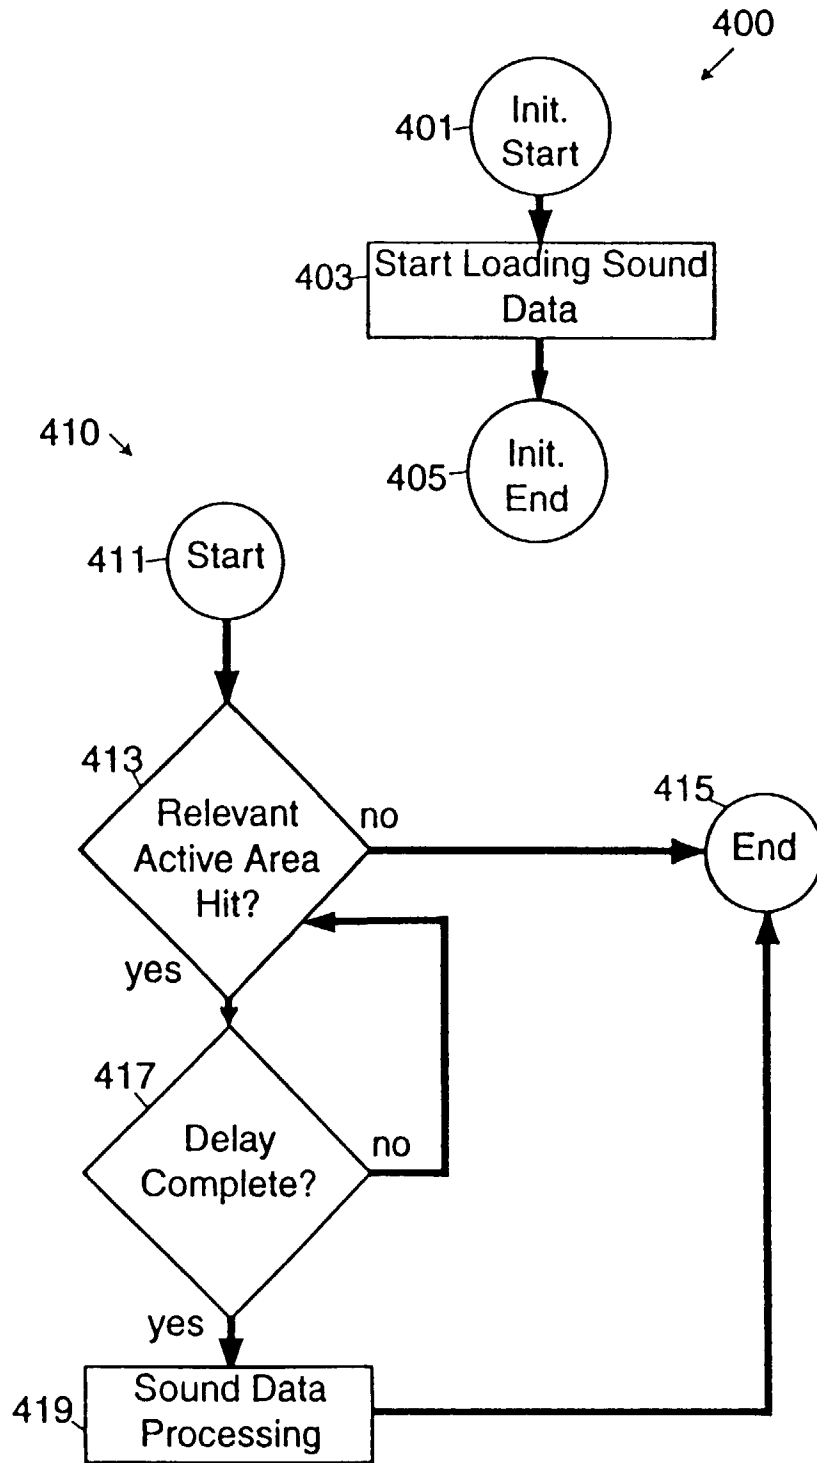 400
401
Init.
Start
403
Start Loading Sound
Data
405
Init.
End
410
411
Start
413
Relevant
Active Area
Hit?
no
415
End
yes
417
Delay
Complete?
no
yes
419
Sound Data
Processing